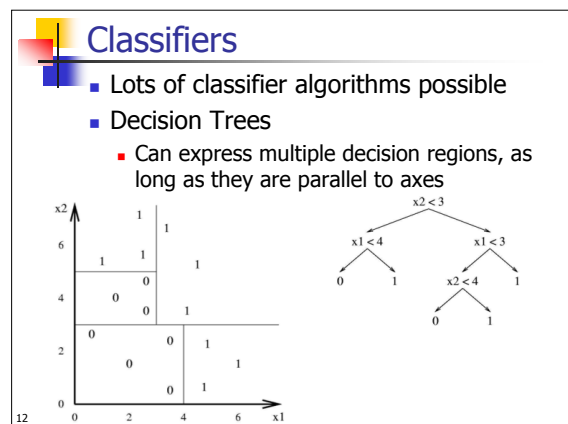 Classifiers
Lots of classifier algorithms possible
Decision Trees
Can express multiple decision regions, as
long as they are parallel to axes
x2
1
1
6
1
1
1
0
4
0
0
1
0
0
1
2
0
1
0
1
0
0
2
4
6
x1
x2 < 3
x1 < 4
x1 < 3
0
1
x2 < 4
1
0
1
12